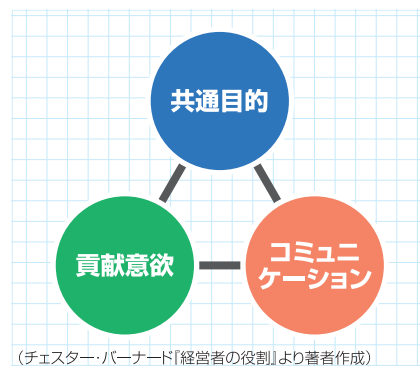 共通目的
貢献意欲
コミュニ
ケーション
（チェスター・バーナード『経営者の役割』より著者作成）